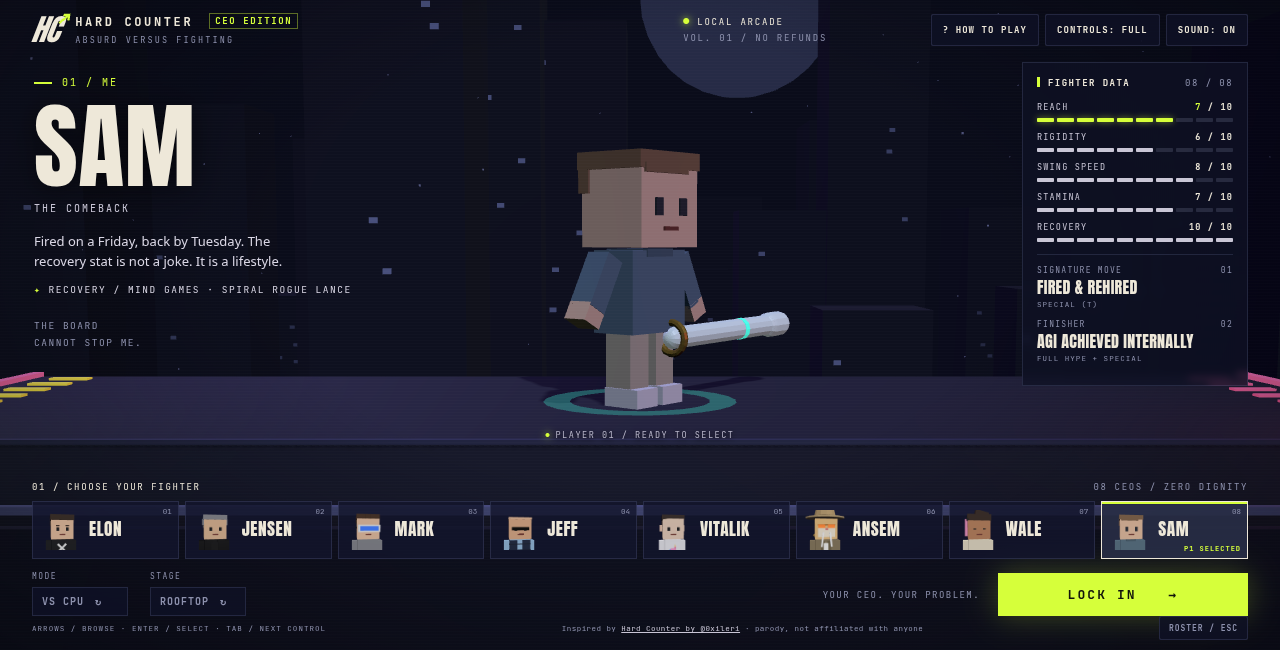 HC HARD COUNTER CEO EDITION
ABSURD VERSUS FIGHTING
LOCAL ARCADE
VOL. 01 / NO REFUNDS
? HOW TO PLAY
CONTROLS: FULL
SOUND: ON
01 / ME
SAM
THE COMEBACK
Fired on a Friday, back by Tuesday. The
recovery stat is not a joke. It is a lifestyle.
✦ RECOVERY / MIND GAMES · SPIRAL ROGUE LANCE
THE BOARD
CANNOT STOP ME.
FIGHTER DATA 08 / 08
REACH 7 / 10
RIGIDITY 6 / 10
SWING SPEED 8 / 10
STAMINA 7 / 10
RECOVERY 10 / 10
SIGNATURE MOVE 01
FIRED & REHIRED
SPECIAL (T)
FINISHER 02
AGI ACHIEVED INTERNALLY
FULL HYPE + SPECIAL
PLAYER 01 / READY TO SELECT
01 / CHOOSE YOUR FIGHTER
08 CEOS / ZERO DIGNITY
ELON 01
JENSEN 02
MARK 03
JEFF 04
VITALIK 05
ANSEM 06
WALE 07
SAM 08
P1 SELECTED
MODE
VS CPU ↻
STAGE
ROOFTOP ↻
YOUR CEO. YOUR PROBLEM.
LOCK IN →
ARROWS / BROWSE · ENTER / SELECT · TAB / NEXT CONTROL
Inspired by Hard Counter by @0xileri · parody, not affiliated with anyone
ROSTER / ESC